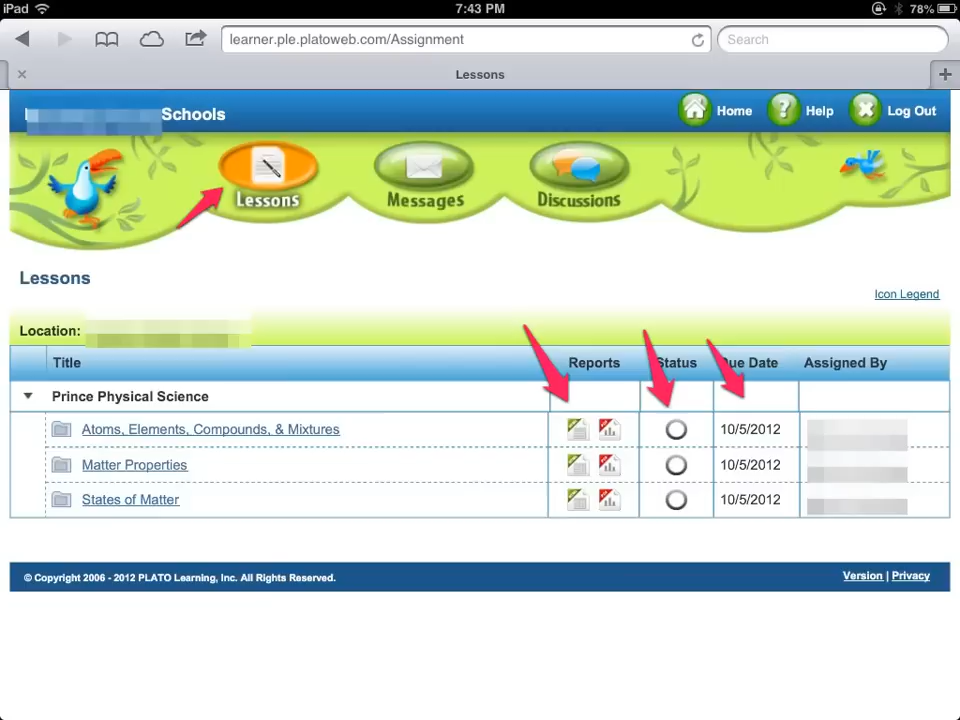 iPad 7:43 PM 78%
learner.ple.platoweb.com/Assignment Search
Lessons
Schools Home Help Log Out
Lessons Messages Discussions
Lessons
Icon Legend
Location:
Title Reports Status Due Date Assigned By
Prince Physical Science
Atoms, Elements, Compounds, & Mixtures 10/5/2012
Matter Properties 10/5/2012
States of Matter 10/5/2012
© Copyright 2006 - 2012 PLATO Learning, Inc. All Rights Reserved. Version | Privacy